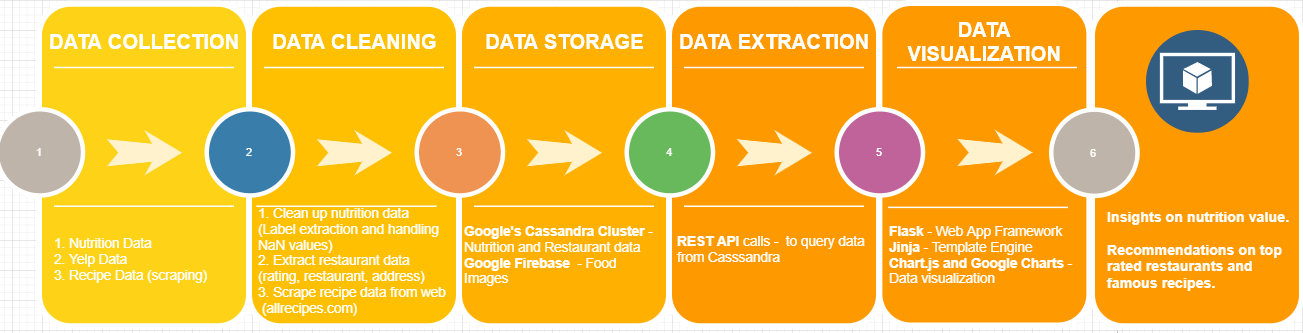 DATA COLLECTION
1
1. Nutrition Data
2. Yelp Data
3. Recipe Data (scraping)
DATA CLEANING
2
1. Clean up nutrition data
(Label extraction and handling
NaN values)
2. Extract restaurant data
(rating, restaurant, address)
3. Scrape recipe data from web
(allrecipes.com)
DATA STORAGE
3
Google's Cassandra Cluster -
Nutrition and Restaurant data
Google Firebase - Food
Images
DATA EXTRACTION
4
REST API calls - to query data
from Casssandra
DATA
VISUALIZATION
5
Flask - Web App Framework
Jinja - Template Engine
Chart.js and Google Charts -
Data visualization
6
Insights on nutrition value.
Recommendations on top
rated restaurants and
famous recipes.